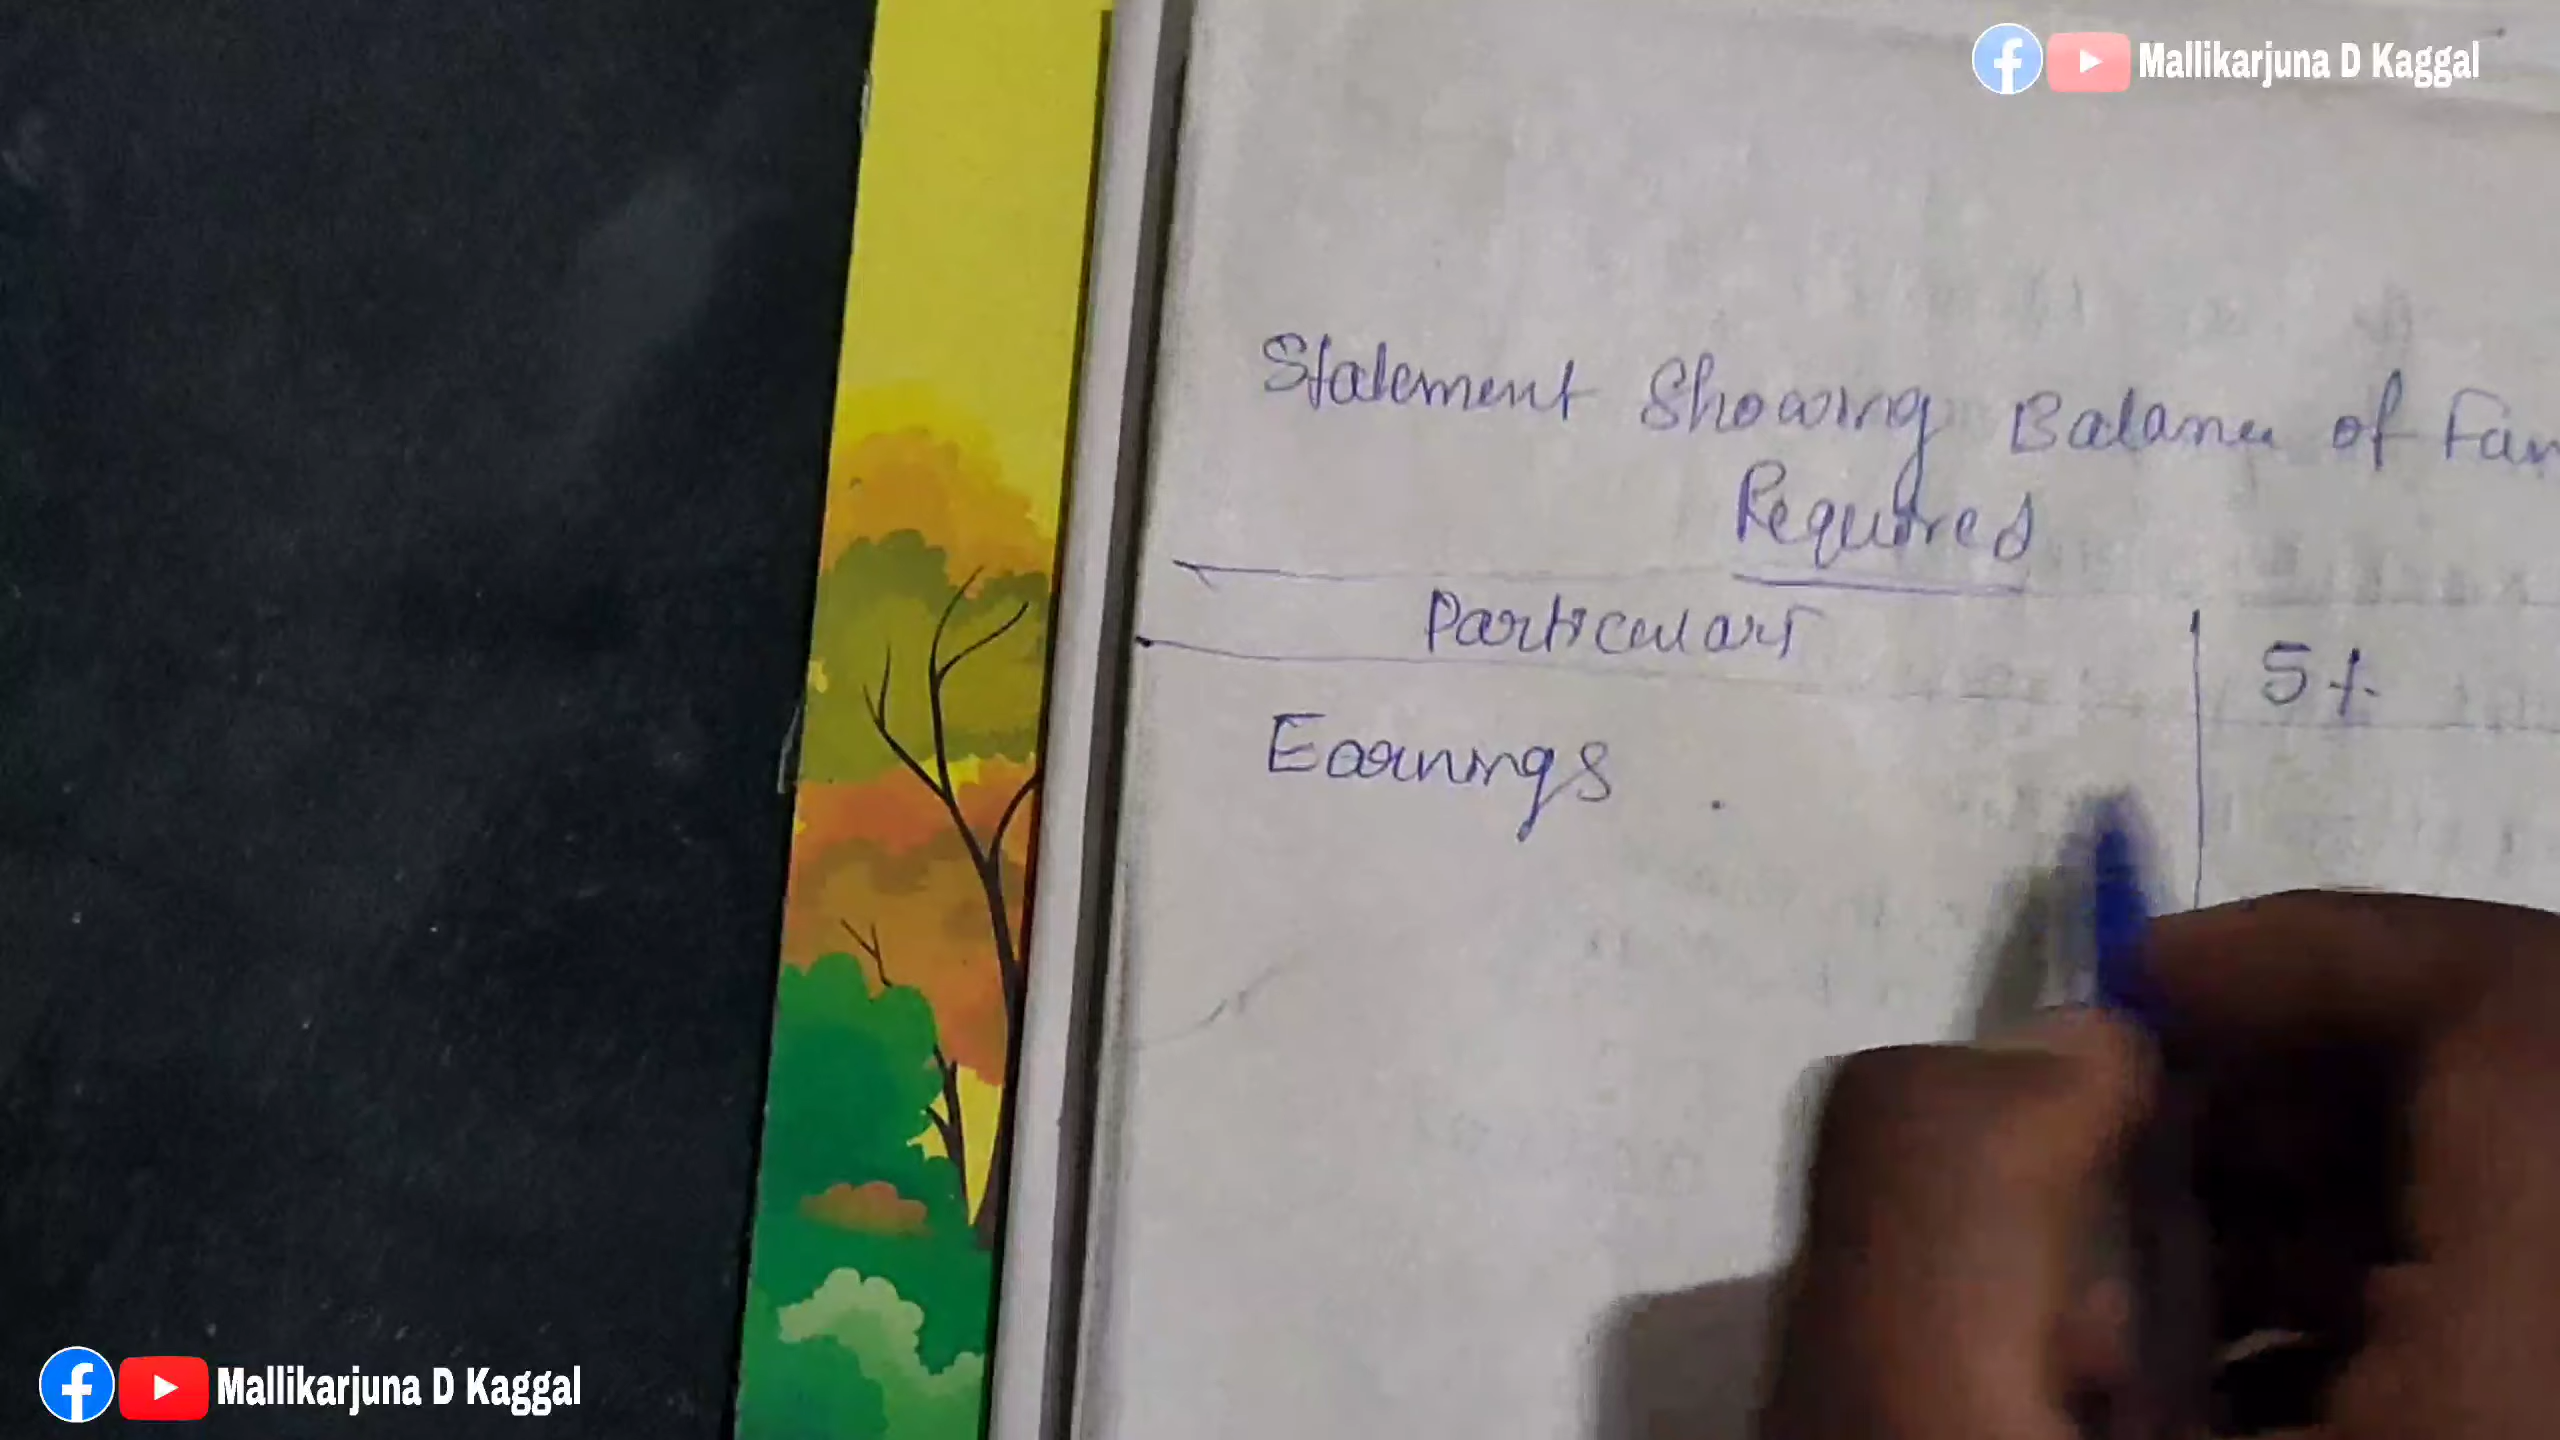 Mallikarjuna D Kaggal
Statement Showing Balance of
Required
Particulars
5%
Earnings
Mallikarjuna D Kaggal